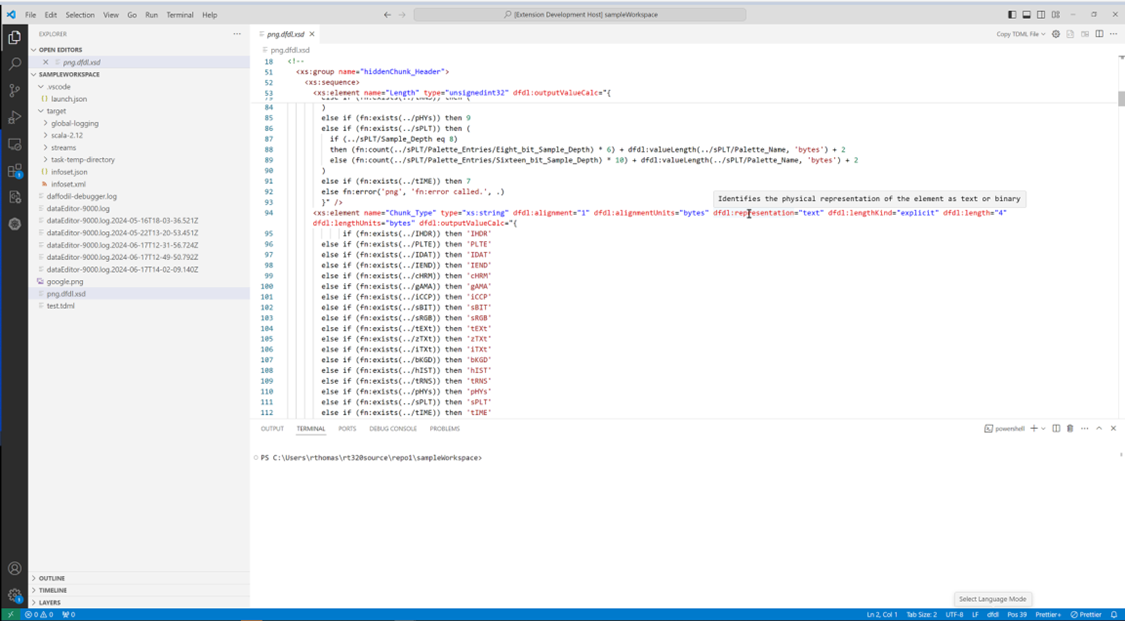 File Edit Selection View Go Run Terminal Help
[Extension Development Host] sampleWorkspace
EXPLORER
OPEN EDITORS
png.dfdl.xsd
SAMPLEWORKSPACE
.vscode
launch.json
target
global-logging
scala-2.12
streams
task-temp-directory
infoset.json
infoset.xml
daffodil-debugger.log
dataEditor-9000.log
dataEditor-9000.log.2024-05-16T18-03-36.521Z
dataEditor-9000.log.2024-05-22T13-20-53.451Z
dataEditor-9000.log.2024-06-17T12-31-56.724Z
dataEditor-9000.log.2024-06-17T12-49-50.792Z
dataEditor-9000.log.2024-06-17T14-02-09.140Z
google.png
png.dfdl.xsd
test.tdml
OUTLINE
TIMELINE
LAYERS
png.dfdl.xsd
Copy TDML File
png.dfdl.xsd
18 <!--
51 <xs:group name="hiddenChunk_Header">
52 <xs:sequence>
53 <xs:element name="Length" type="unsignedint32" dfdl:outputValueCalc="{
84 )
85 else if (fn:exists(../pHYs)) then 9
86 else if (fn:exists(../sPLT)) then (
87 if (../sPLT/Sample_Depth eq 8)
88 then (fn:count(../sPLT/Palette_Entries/Eight_bit_Sample_Depth) * 6) + dfdl:valueLength(../sPLT/Palette_Name, 'bytes') + 2
89 else (fn:count(../sPLT/Palette_Entries/Sixteen_bit_Sample_Depth) * 10) + dfdl:valueLength(../sPLT/Palette_Name, 'bytes') + 2
90 )
91 else if (fn:exists(../tIME)) then 7
92 else fn:error('png', 'fn:error called.', .)
93 }" />
Identifies the physical representation of the element as text or binary
94 <xs:element name="Chunk_Type" type="xs:string" dfdl:alignment="1" dfdl:alignmentUnits="bytes" dfdl:representation="text" dfdl:lengthKind="explicit" dfdl:length="4"
dfdl:lengthUnits="bytes" dfdl:outputValueCalc="{
95 if (fn:exists(../IHDR)) then 'IHDR'
96 else if (fn:exists(../PLTE)) then 'PLTE'
97 else if (fn:exists(../IDAT)) then 'IDAT'
98 else if (fn:exists(../IEND)) then 'IEND'
99 else if (fn:exists(../cHRM)) then 'cHRM'
100 else if (fn:exists(../gAMA)) then 'gAMA'
101 else if (fn:exists(../iCCP)) then 'iCCP'
102 else if (fn:exists(../sBIT)) then 'sBIT'
103 else if (fn:exists(../sRGB)) then 'sRGB'
104 else if (fn:exists(../tEXt)) then 'tEXt'
105 else if (fn:exists(../zTXt)) then 'zTXt'
106 else if (fn:exists(../iTXt)) then 'iTXt'
107 else if (fn:exists(../bKGD)) then 'bKGD'
108 else if (fn:exists(../hIST)) then 'hIST'
109 else if (fn:exists(../tRNS)) then 'tRNS'
110 else if (fn:exists(../pHYs)) then 'pHYs'
111 else if (fn:exists(../sPLT)) then 'sPLT'
112 else if (fn:exists(../tIME)) then 'tIME'
OUTPUT TERMINAL PORTS DEBUG CONSOLE PROBLEMS
powershell
PS C:\Users\rthomas\rt320source\repo1\sampleWorkspace>
Select Language Mode
0 0 0
Ln 2, Col 1 Tab Size: 2 UTF-8 LF dfdl Pos 39 Prettier+ Prettier